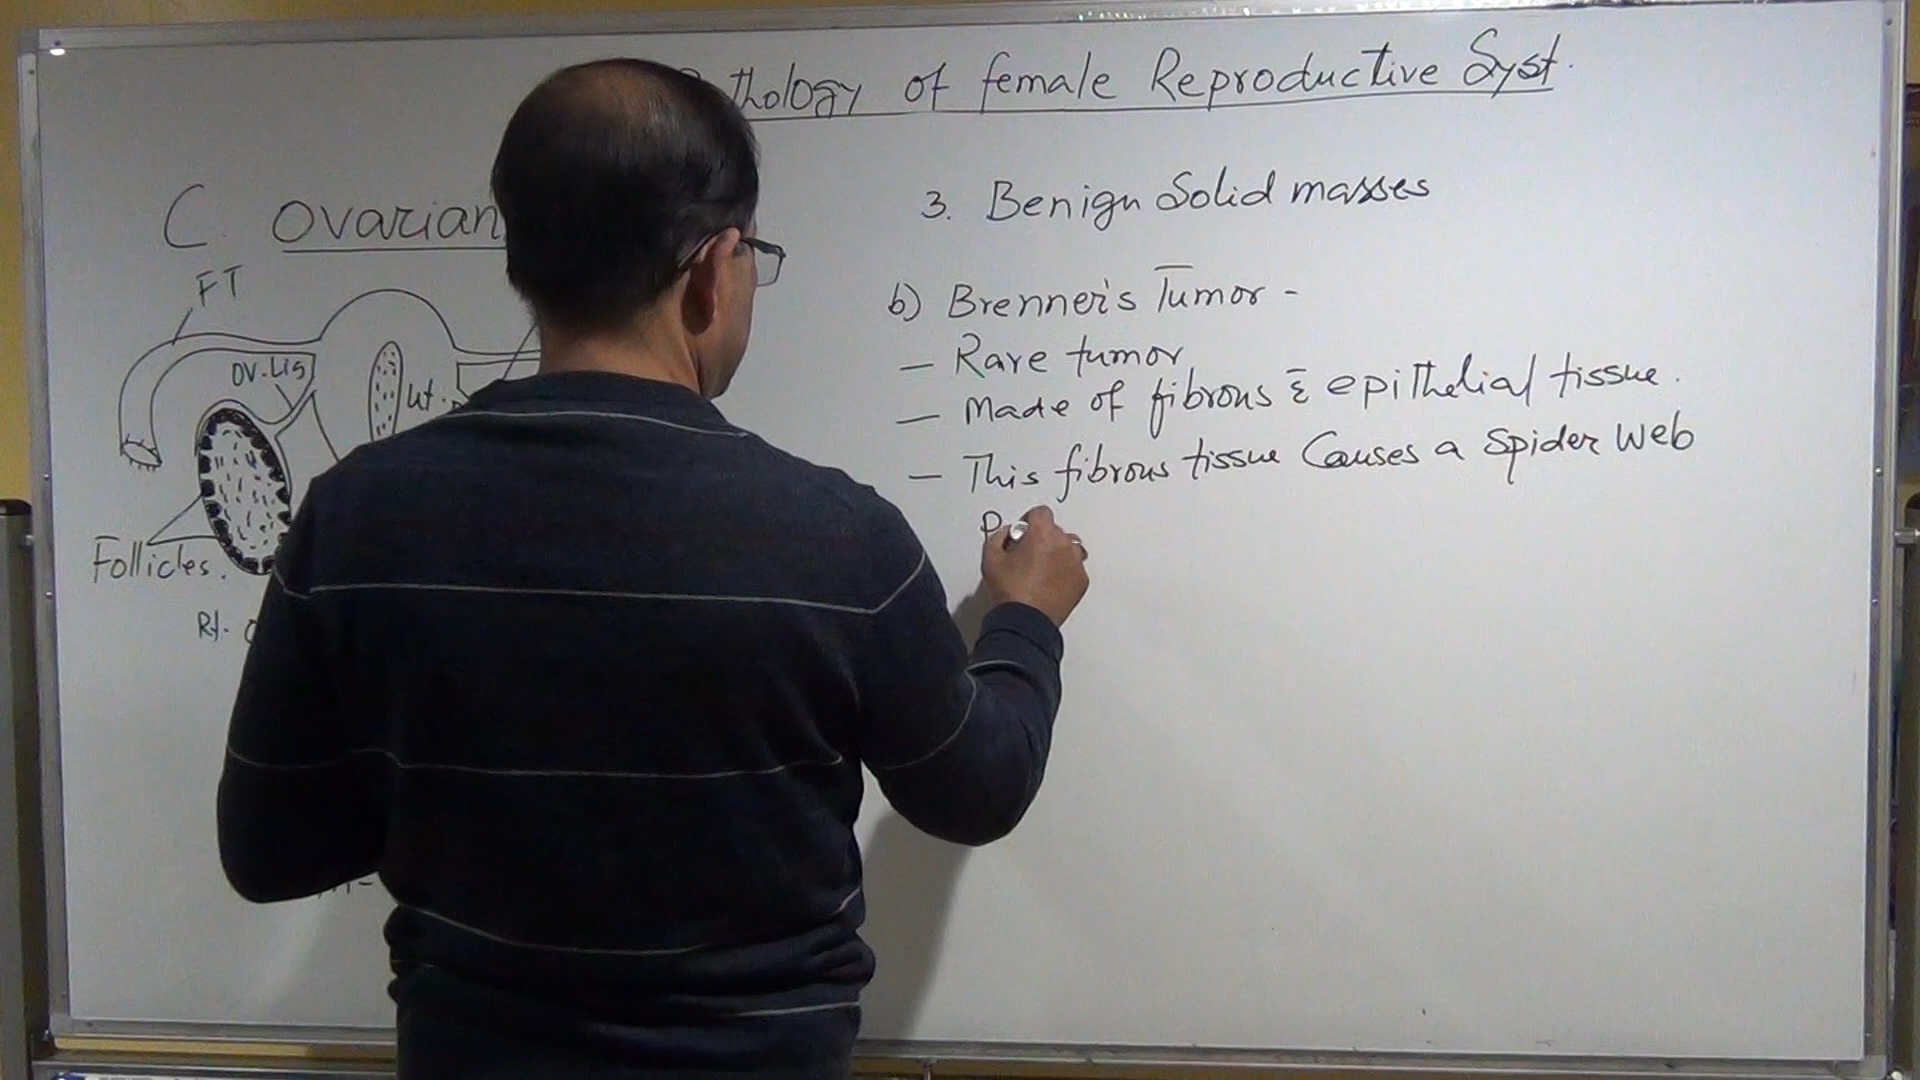 of female Reproductive Syst.
C. Ovarian
3. Benign Solid masses
FT
b) Brenner's Tumor -
— Rare tumor
OV. Lig
Ut.
— Made of fibrous & epithelial tissue.
— This fibrous tissue Causes a Spider Web
Follicles.
Rt.